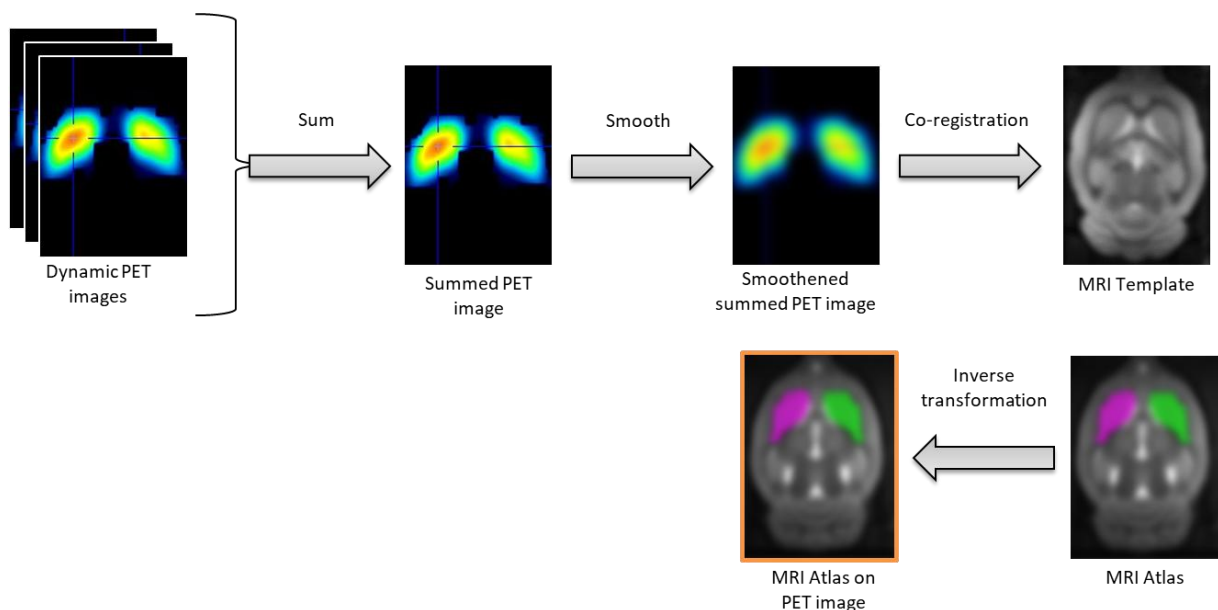 Sum
Smooth
Co-registration
Dynamic PET
images
Summed PET
image
Smoothened
summed PET image
MRI Template
Inverse
transformation
MRI Atlas on
PET image
MRI Atlas